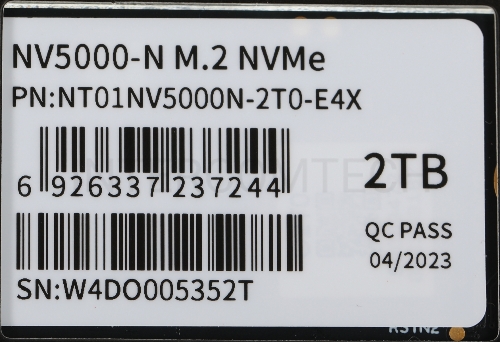 NV5000-N M.2 NVMe
PN:NT01NV5000N-2T0-E4X
6 926337 237244
2TB
QC PASS
04/2023
SN:W4DO005352T